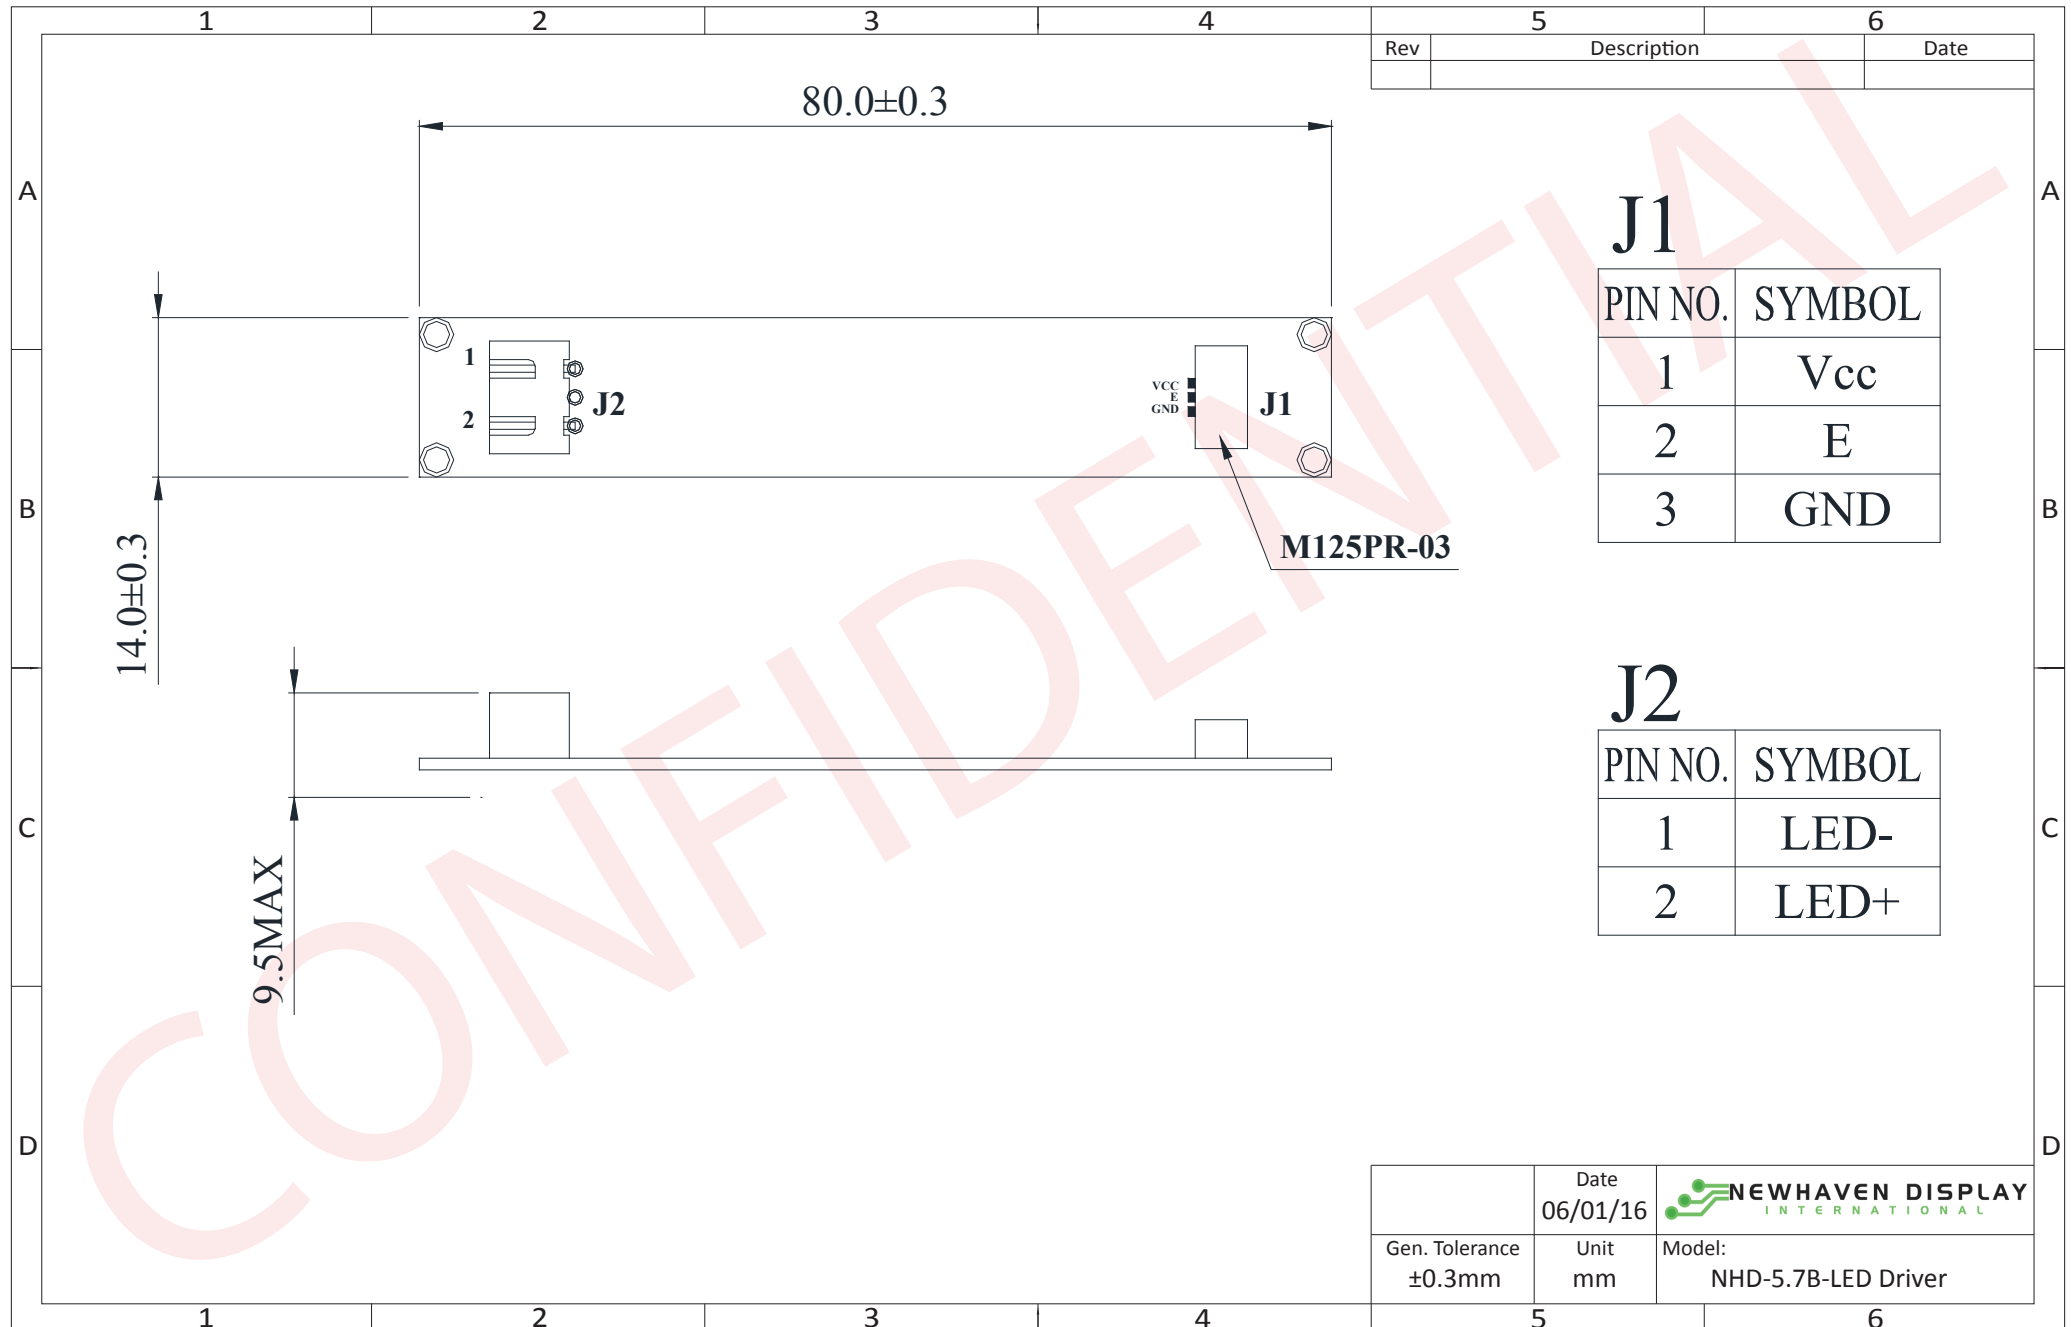 1 2 3 4 5 6
Rev Description Date
80.0±0.3
A A
J1
PIN NO. SYMBOL
1 Vcc
2 E
3 GND
1
2
J2
VCC
E
GND
J1
M125PR-03
B B
14.0±0.3
J2
PIN NO. SYMBOL
1 LED-
2 LED+
C C
9.5MAX
CONFIDENTIAL
D D
Date
06/01/16
NEWHAVEN DISPLAY
INTERNATIONAL
Gen. Tolerance
±0.3mm
Unit
mm
Model:
NHD-5.7B-LED Driver
1 2 3 4 5 6